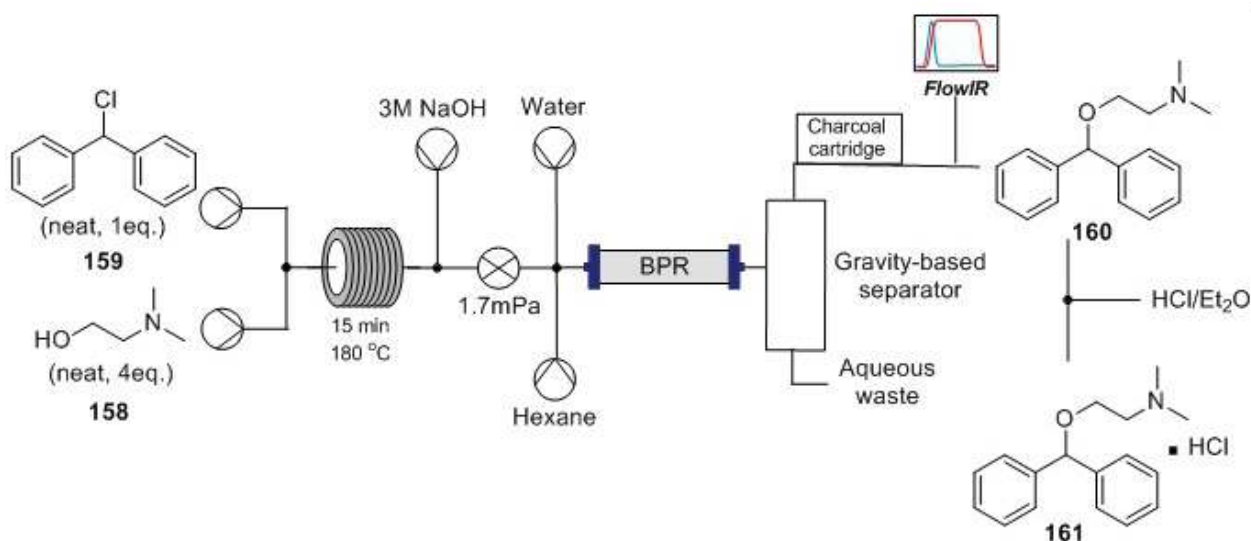 Cl
(neat, 1eq.)
159
HO
N
(neat, 4eq.)
158
15 min
180 °C
3M NaOH
1.7mPa
Water
Hexane
BPR
Charcoal
cartridge
FlowIR
Gravity-based
separator
Aqueous
waste
O
N
160
HCl/Et₂O
O
N
▪ HCl
161